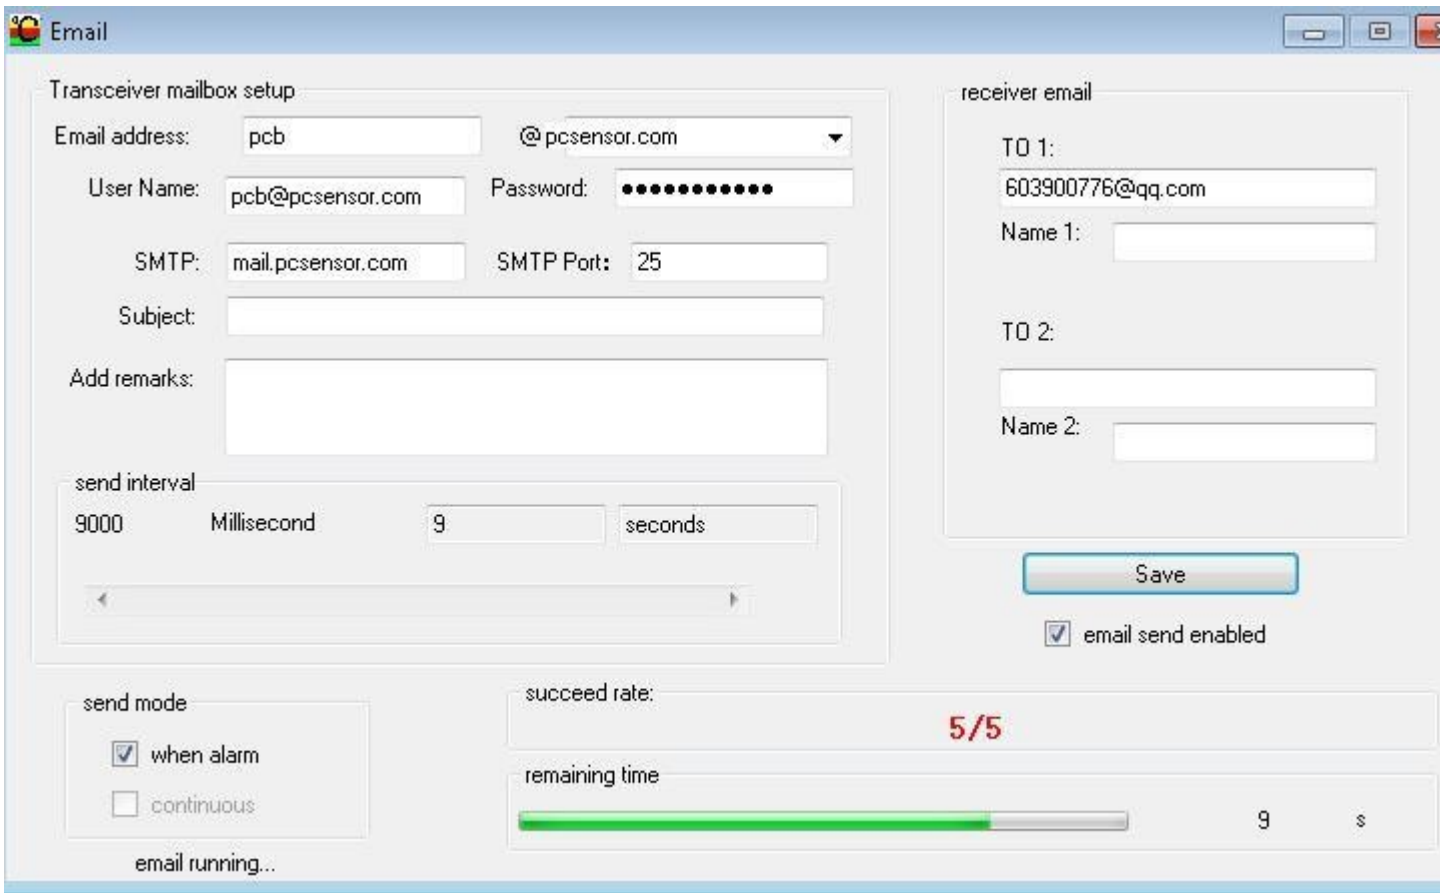 Email
Transceiver mailbox setup
Email address: pcb @ pcsensor.com
User Name: pcb@pcsensor.com Password: ●●●●●●●●●●●
SMTP: mail.pcsensor.com SMTP Port: 25
Subject:
Add remarks:
send interval
9000 Millisecond 9 seconds
receiver email
TO 1:
603900776@qq.com
Name 1:
TO 2:
Name 2:
Save
email send enabled
send mode
when alarm
continuous
email running...
succeed rate:
5/5
remaining time
9 s